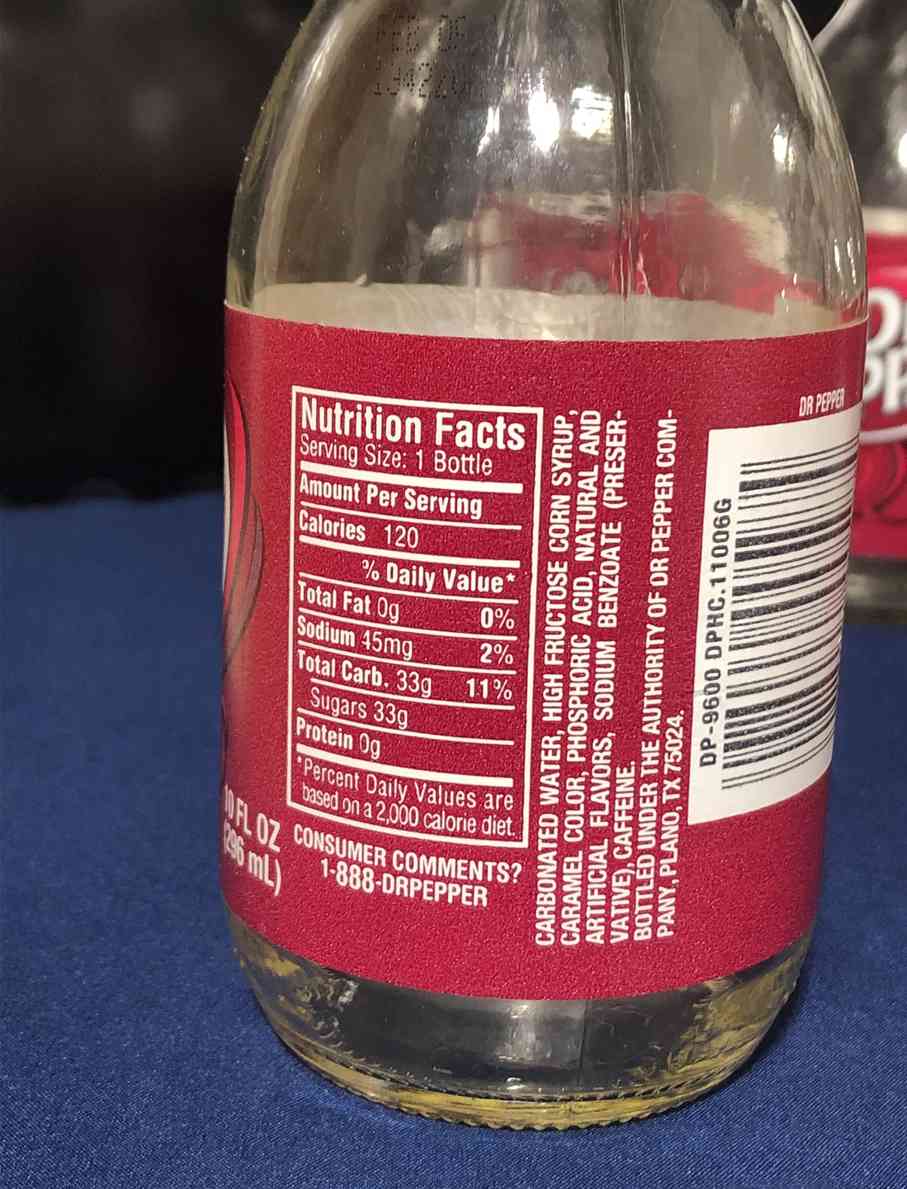 FEB 06
Nutrition Facts
Serving Size: 1 Bottle
Amount Per Serving
Calories 120
% Daily Value*
Total Fat 0g 0%
Sodium 45mg 2%
Total Carb. 33g 11%
Sugars 33g
Protein 0g
*Percent Daily Values are
based on a 2,000 calorie diet.
CONSUMER COMMENTS?
1-888-DRPEPPER
10 FL OZ
(296 mL)
CARBONATED WATER, HIGH FRUCTOSE CORN SYRUP,
CARAMEL COLOR, PHOSPHORIC ACID, NATURAL AND
ARTIFICIAL FLAVORS, SODIUM BENZOATE (PRESER-
VATIVE), CAFFEINE.
BOTTLED UNDER THE AUTHORITY OF DR PEPPER COM-
PANY, PLANO, TX 75024.
DP-9600 DPHC.11006G
DR PEPPER